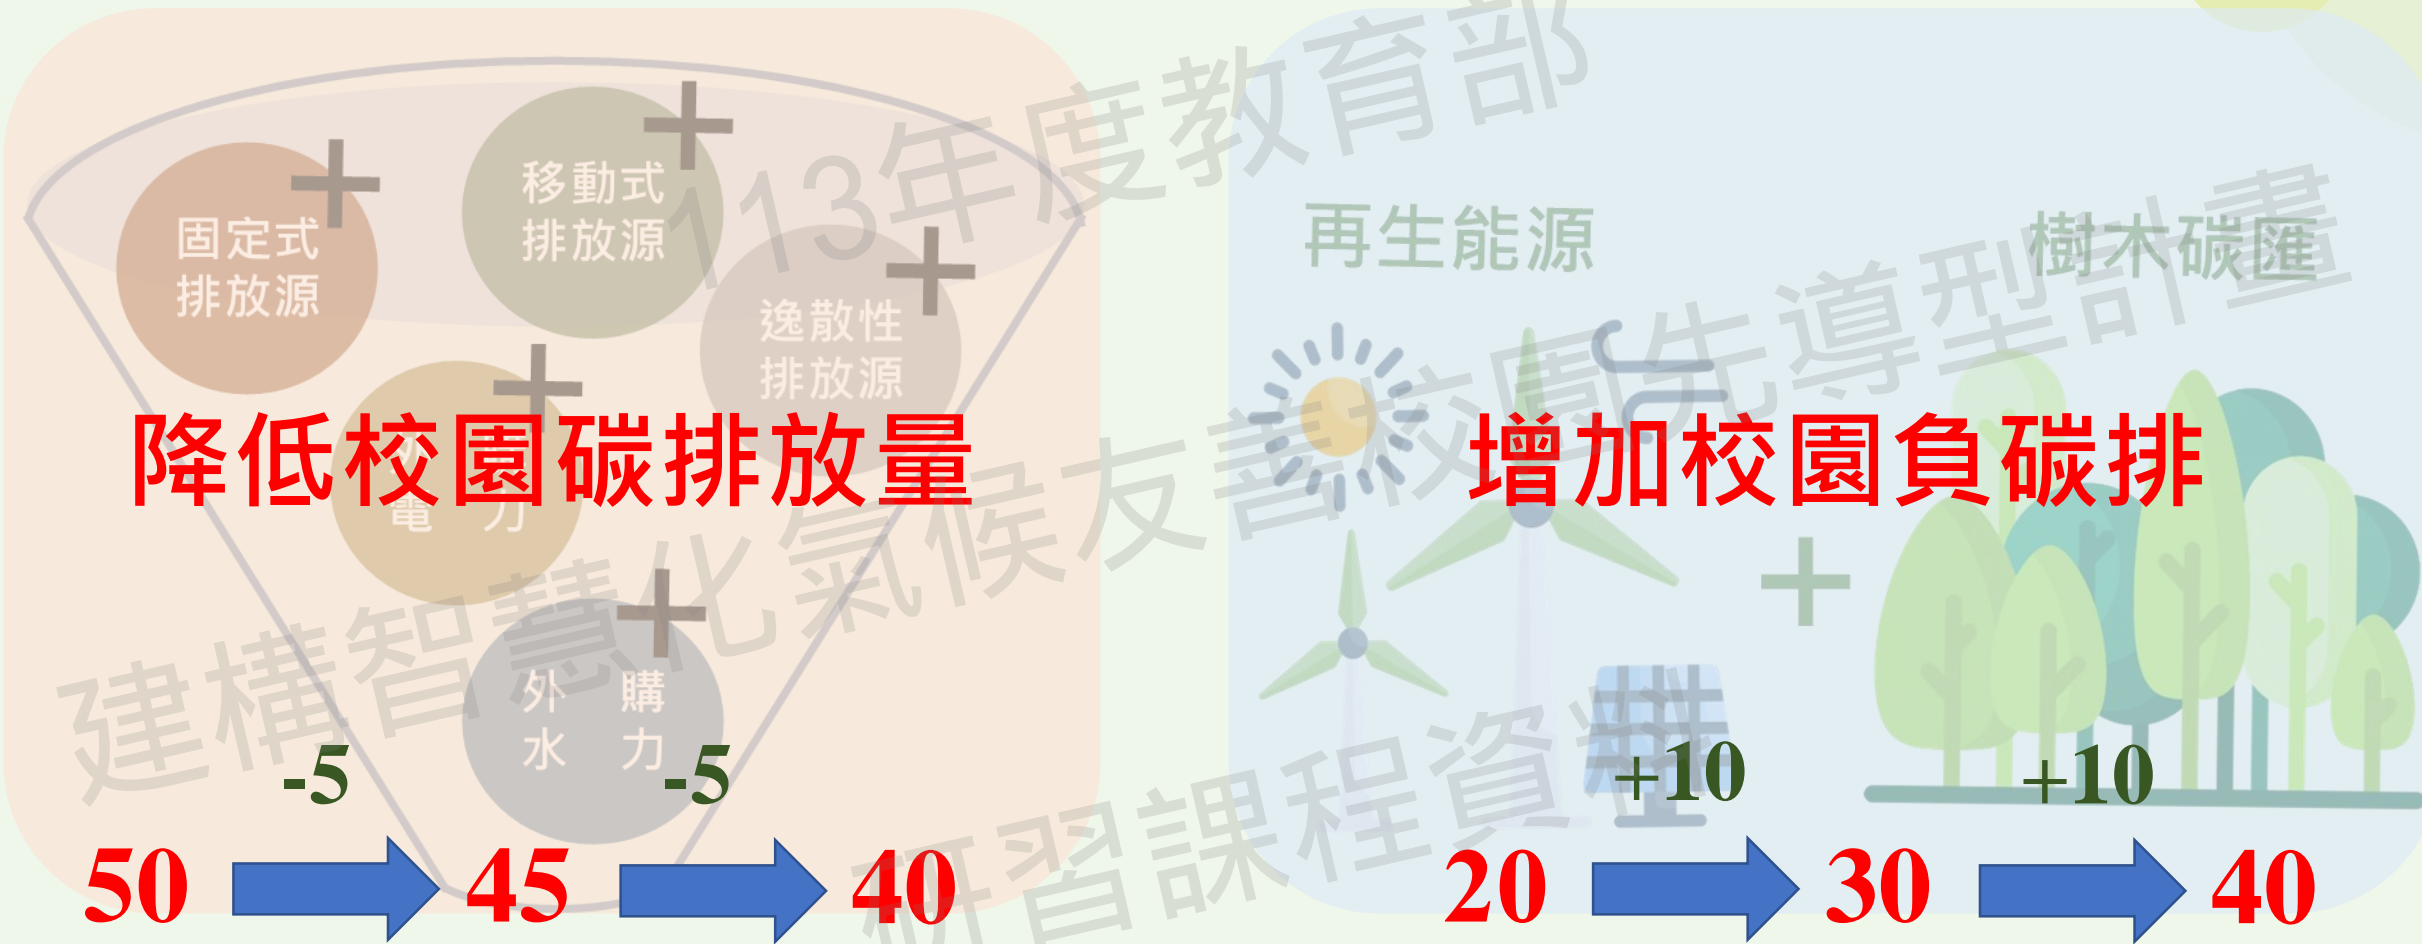 固定式
排放源
移動式
排放源
逸散性
排放源
外 購
電 力
外 購
水 力
降低校園碳排放量
-5
-5
50
45
40
再生能源
樹木碳匯
增加校園負碳排
+10
+10
20
30
40
113年度教育部
建構智慧化氣候友善校園先導型計畫
研習課程資料